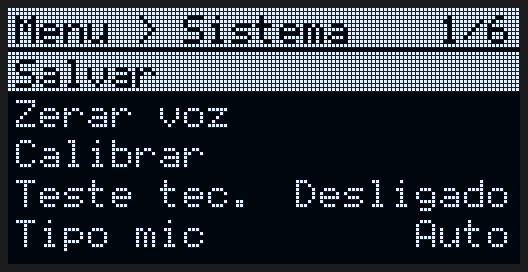 Menu > Sistema 1/6
Salvar
Zerar voz
Calibrar
Teste tec. Desligado
Tipo mic Auto